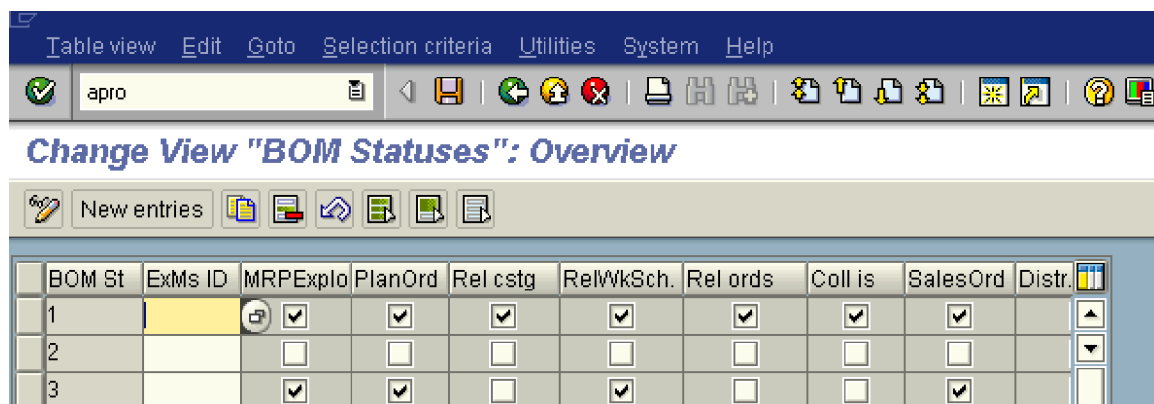 Table view Edit Goto Selection criteria Utilities System Help
apro
Change View "BOM Statuses": Overview
New entries
BOM St ExMs ID MRPExplo PlanOrd Rel cstg RelWkSch. Rel ords Coll is SalesOrd Distr.
1
2
3